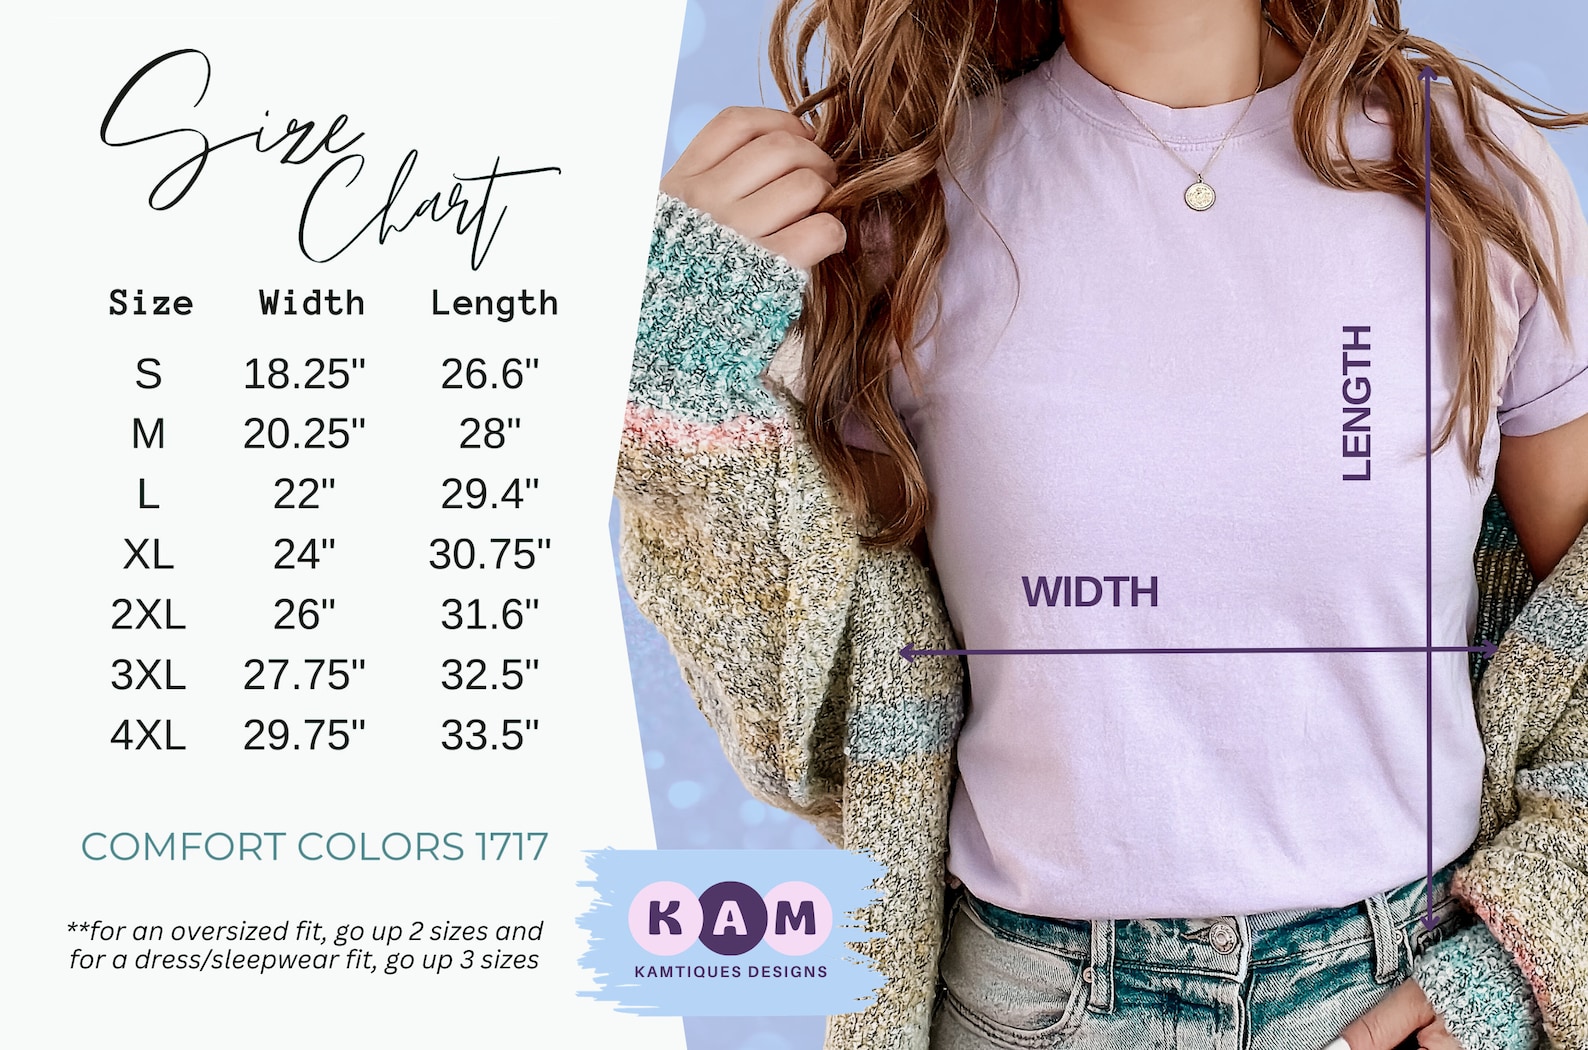 Size
Chart
Size Width Length
S 18.25" 26.6"
M 20.25" 28"
L 22" 29.4"
XL 24" 30.75"
2XL 26" 31.6"
3XL 27.75" 32.5"
4XL 29.75" 33.5"
COMFORT COLORS 1717
**for an oversized fit, go up 2 sizes and
for a dress/sleepwear fit, go up 3 sizes
LENGTH
WIDTH
KAM
KAMTIQUES DESIGNS